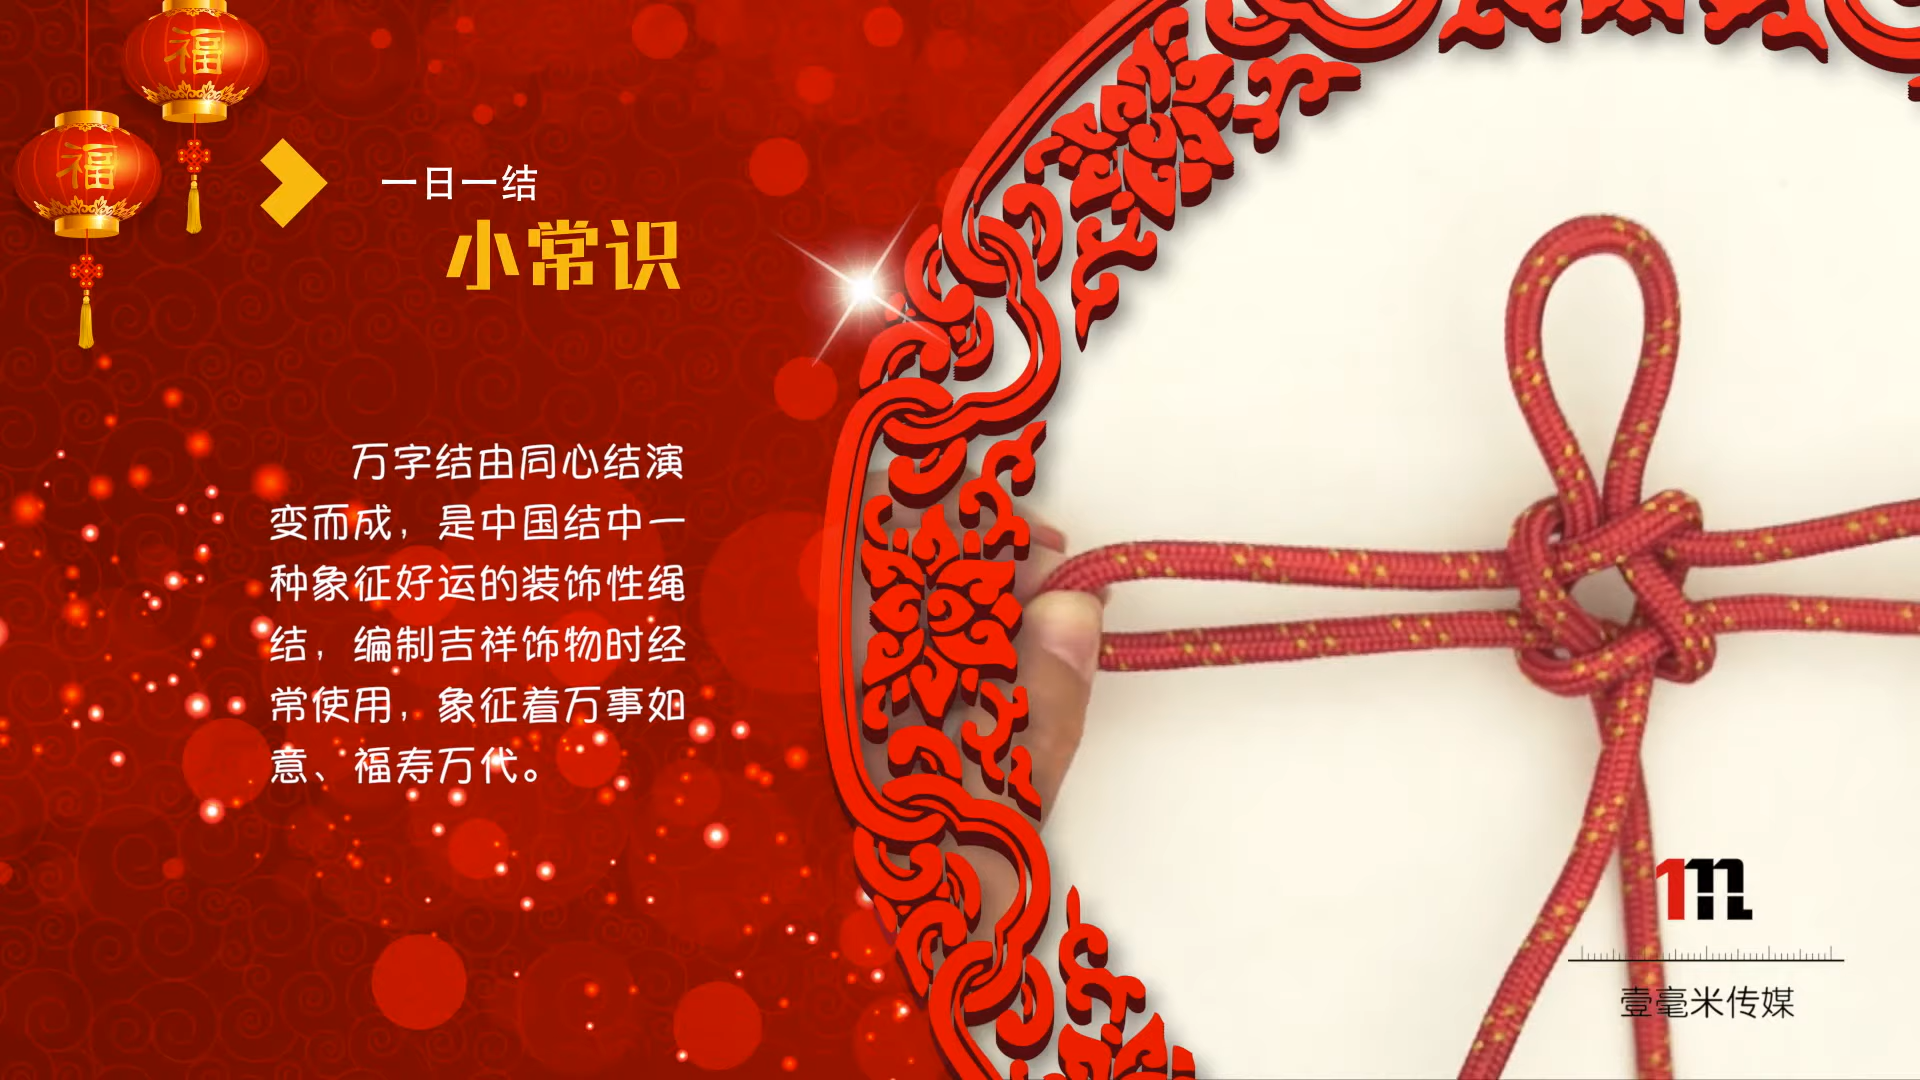 福
福
一日一结
小常识
万字结由同心结演
变而成，是中国结中一
种象征好运的装饰性绳
结，编制吉祥饰物时经
常使用，象征着万事如
意、福寿万代。
1m
壹毫米传媒